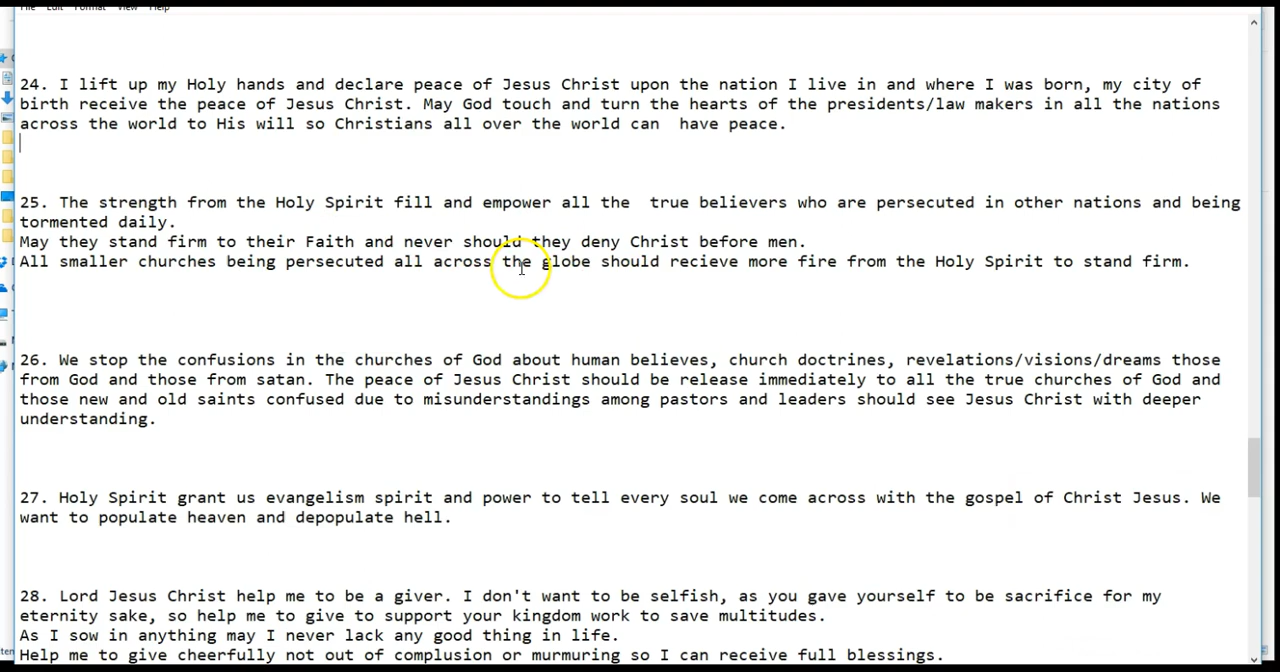 File Edit Format View Help
24. I lift up my Holy hands and declare peace of Jesus Christ upon the nation I live in and where I was born, my city of
birth receive the peace of Jesus Christ. May God touch and turn the hearts of the presidents/law makers in all the nations
across the world to His will so Christians all over the world can  have peace.
25. The strength from the Holy Spirit fill and empower all the  true believers who are persecuted in other nations and being
tormented daily.
May they stand firm to their Faith and never should they deny Christ before men.
All smaller churches being persecuted all across the globe should recieve more fire from the Holy Spirit to stand firm.
26. We stop the confusions in the churches of God about human believes, church doctrines, revelations/visions/dreams those
from God and those from satan. The peace of Jesus Christ should be release immediately to all the true churches of God and
those new and old saints confused due to misunderstandings among pastors and leaders should see Jesus Christ with deeper
understanding.
27. Holy Spirit grant us evangelism spirit and power to tell every soul we come across with the gospel of Christ Jesus. We
want to populate heaven and depopulate hell.
28. Lord Jesus Christ help me to be a giver. I don't want to be selfish, as you gave yourself to be sacrifice for my
eternity sake, so help me to give to support your kingdom work to save multitudes.
As I sow in anything may I never lack any good thing in life.
Help me to give cheerfully not out of complusion or murmuring so I can receive full blessings.